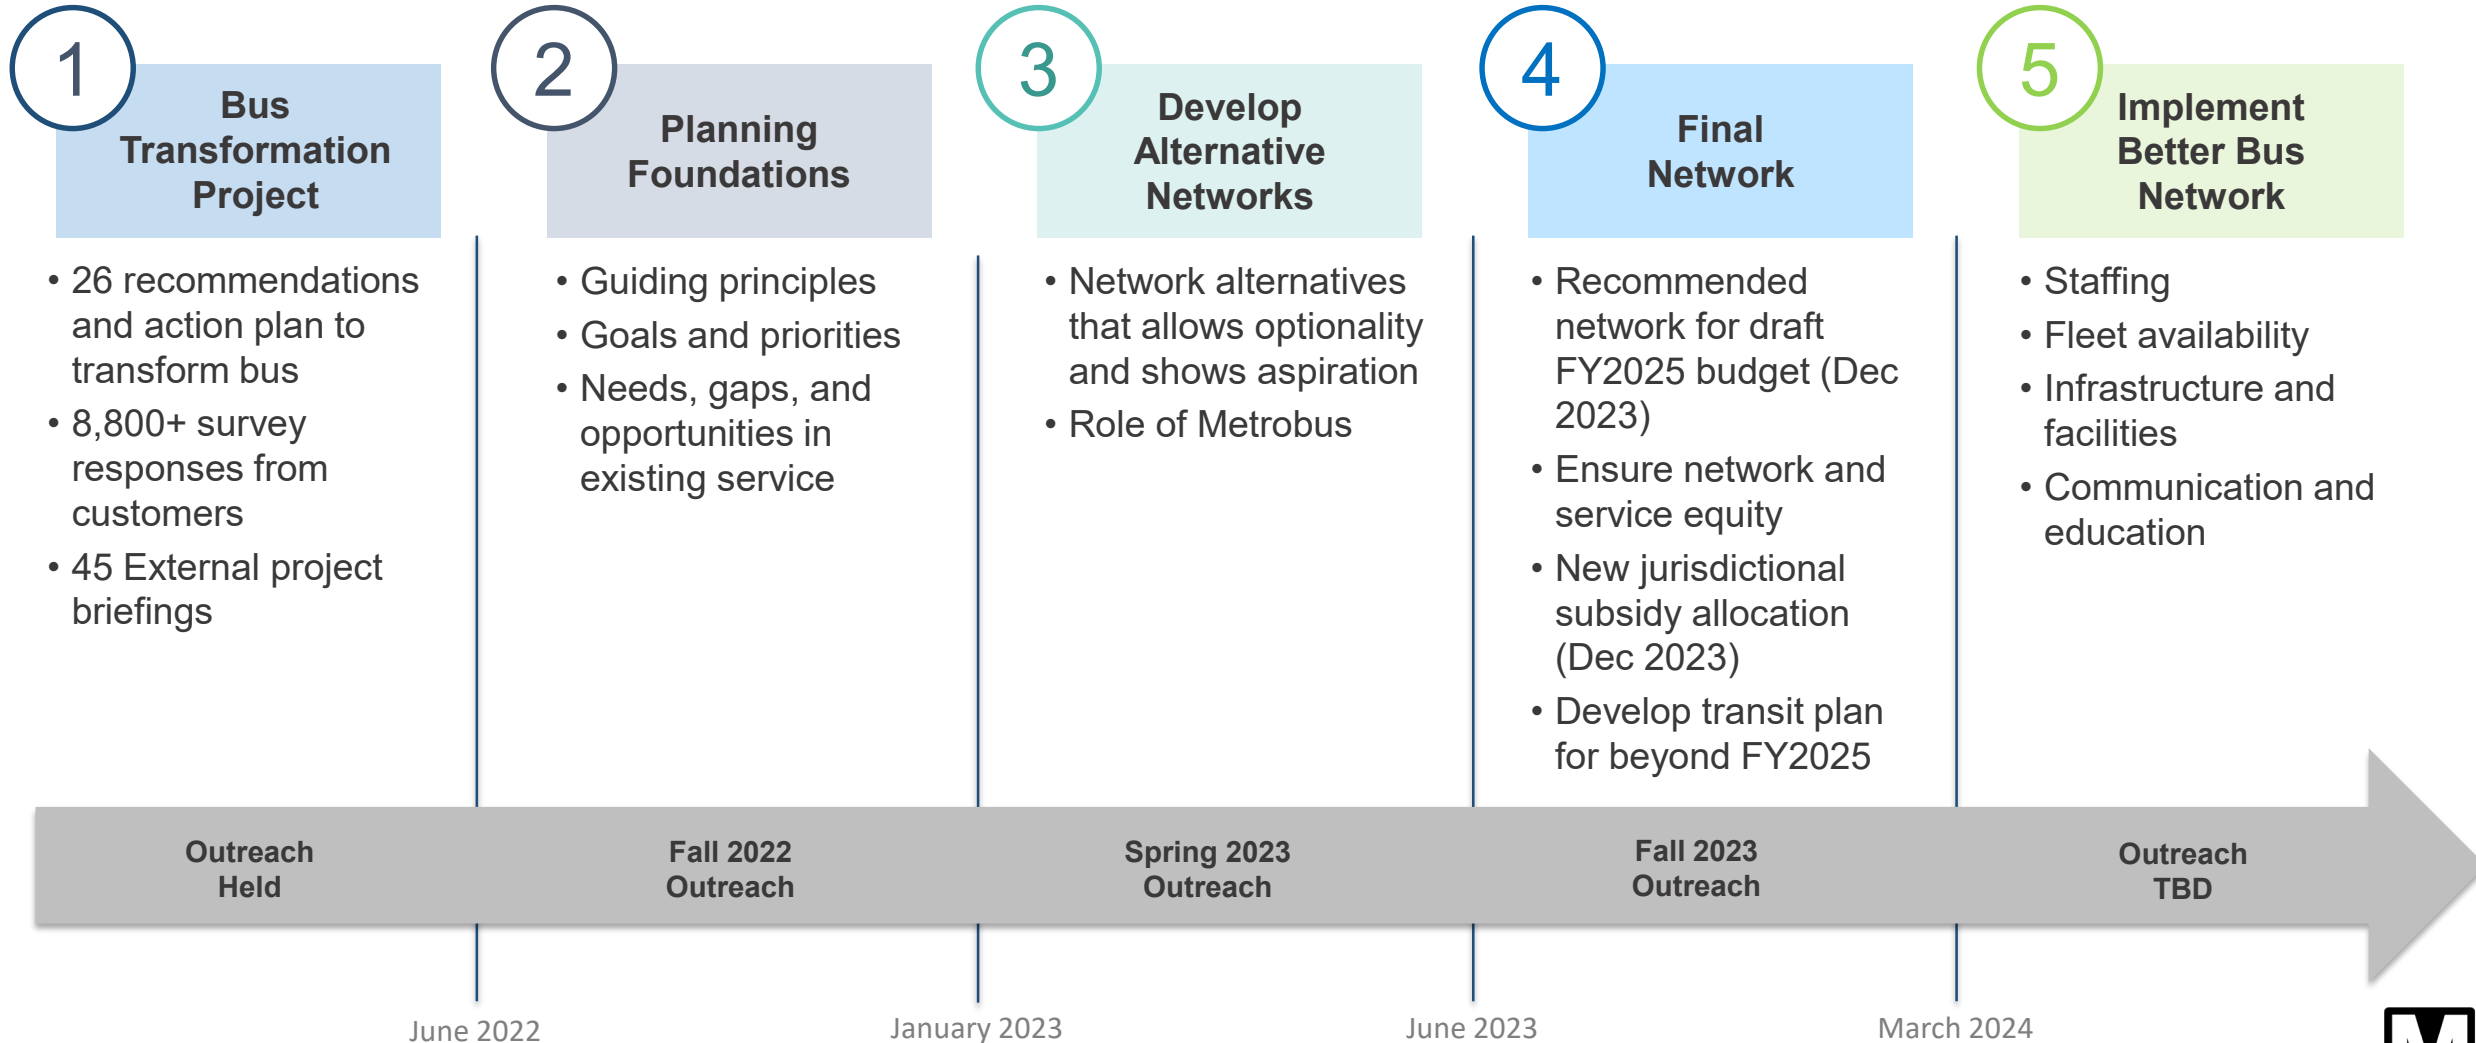 1
Bus
Transformation
Project
• 26 recommendations
and action plan to
transform bus
• 8,800+ survey
responses from
customers
• 45 External project
briefings
2
Planning
Foundations
• Guiding principles
• Goals and priorities
• Needs, gaps, and
opportunities in
existing service
3
Develop
Alternative
Networks
• Network alternatives
that allows optionality
and shows aspiration
• Role of Metrobus
4
Final
Network
• Recommended
network for draft
FY2025 budget (Dec
2023)
• Ensure network and
service equity
• New jurisdictional
subsidy allocation
(Dec 2023)
• Develop transit plan
for beyond FY2025
5
Implement
Better Bus
Network
• Staffing
• Fleet availability
• Infrastructure and
facilities
• Communication and
education
Outreach
Held
Fall 2022
Outreach
Spring 2023
Outreach
Fall 2023
Outreach
Outreach
TBD
June 2022
January 2023
June 2023
March 2024
M